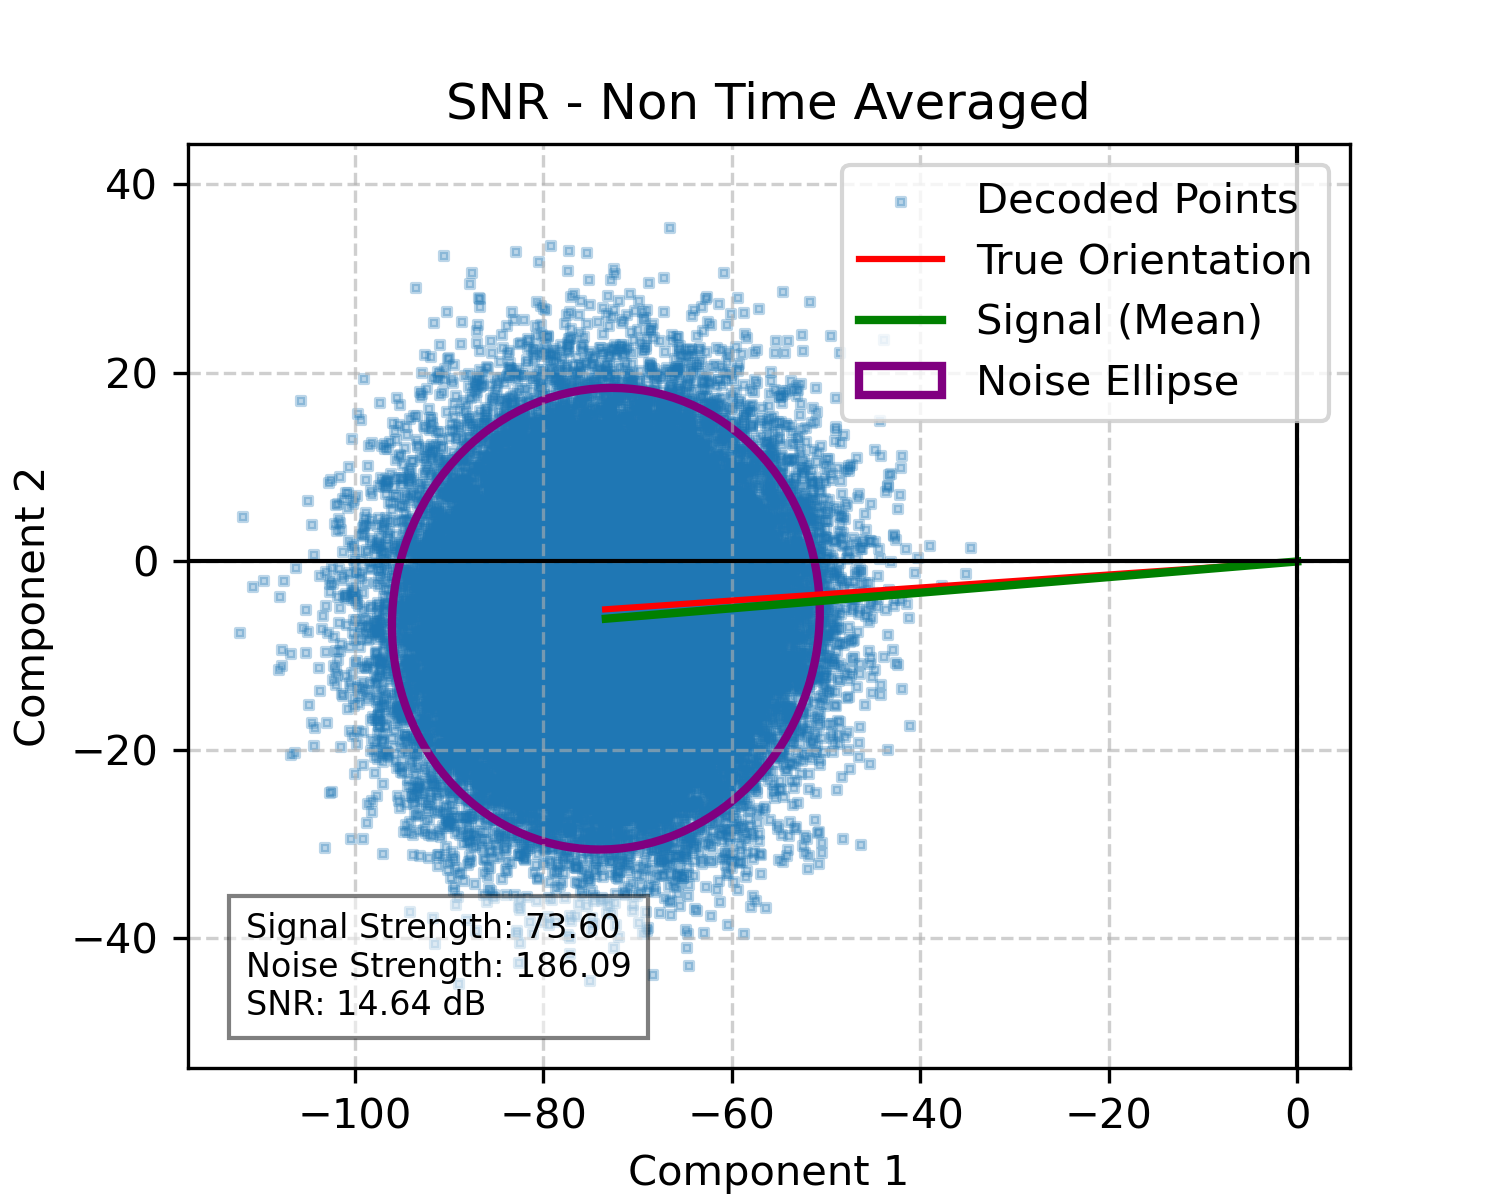 SNR - Non Time Averaged
Decoded Points
True Orientation
Signal (Mean)
Noise Ellipse
40
20
0
−20
−40
Component 2
Signal Strength: 73.60
Noise Strength: 186.09
SNR: 14.64 dB
−100 −80 −60 −40 −20 0
Component 1